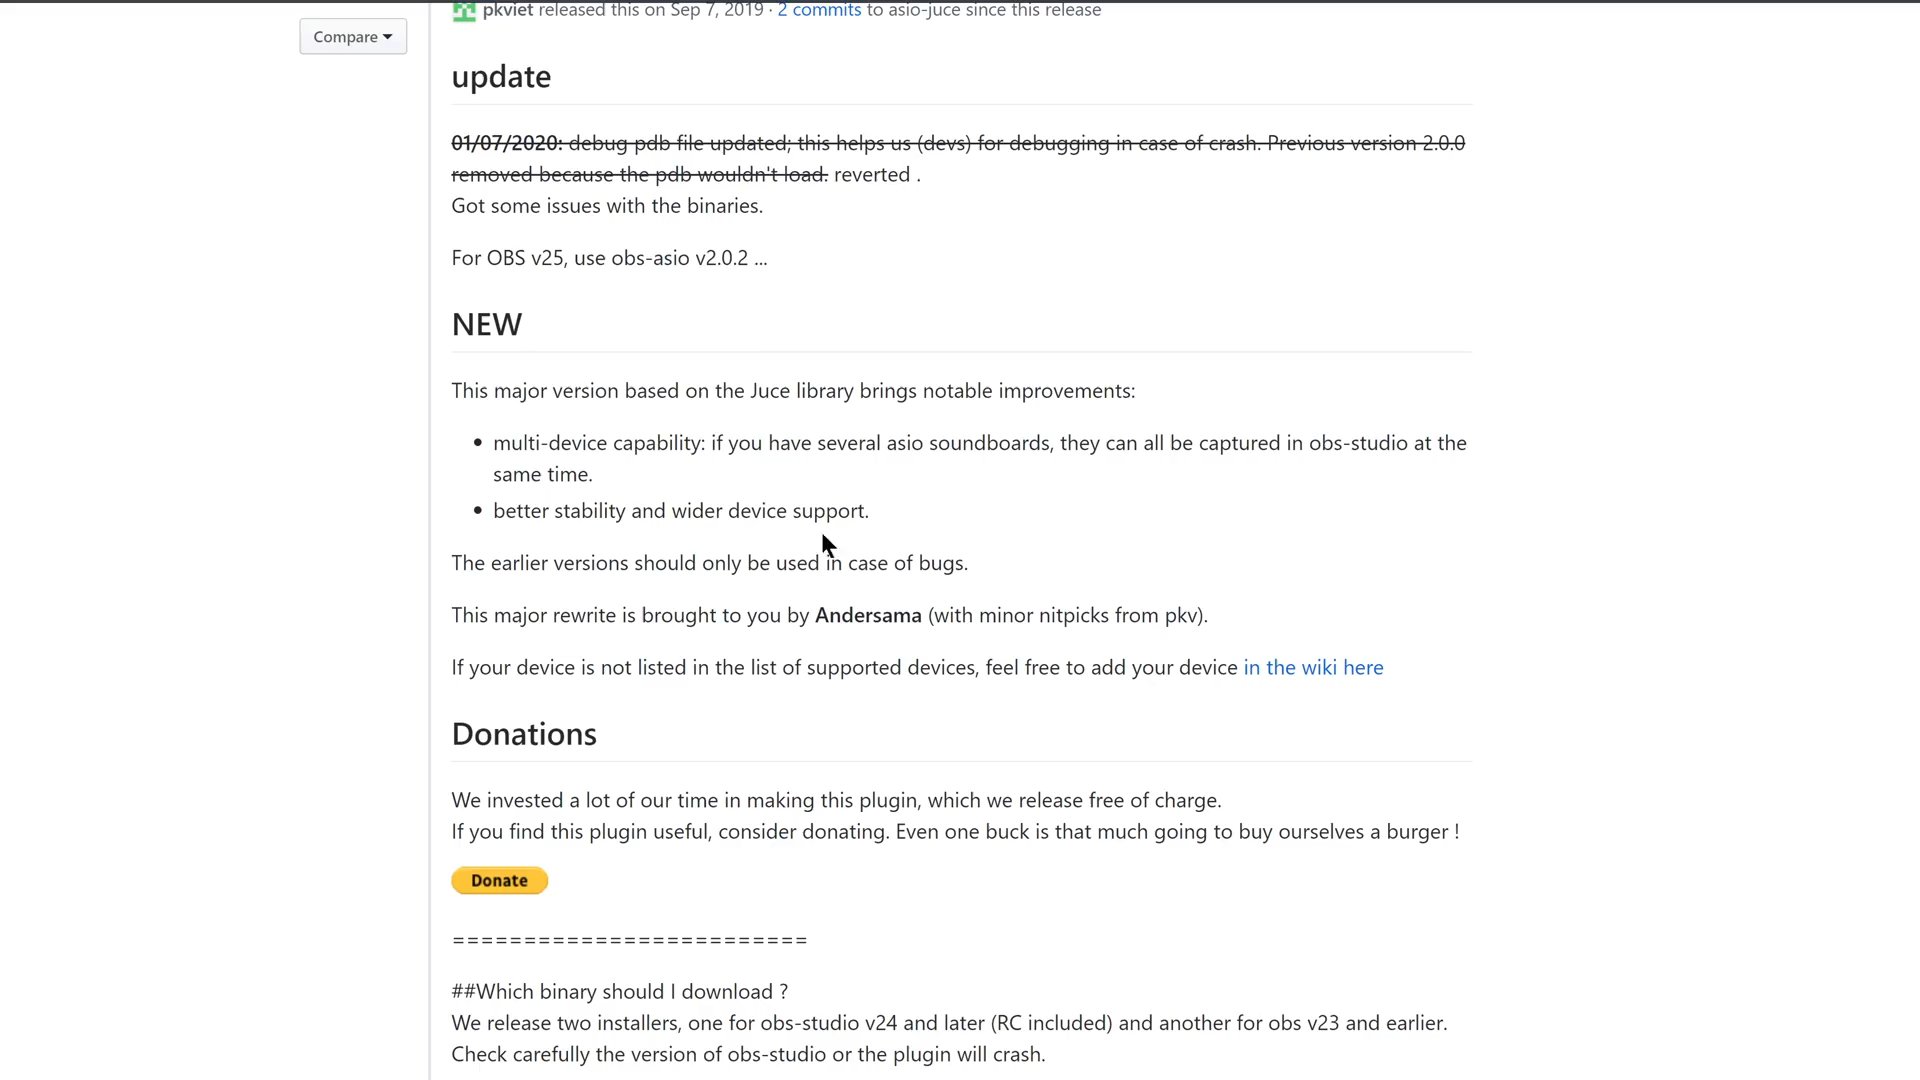 pkviet released this on Sep 7, 2019 · 2 commits to asio-juce since this release
Compare
update
01/07/2020: debug pdb file updated; this helps us (devs) for debugging in case of crash. Previous version 2.0.0
removed because the pdb wouldn't load. reverted .
Got some issues with the binaries.
For OBS v25, use obs-asio v2.0.2 ...
NEW
This major version based on the Juce library brings notable improvements:
• multi-device capability: if you have several asio soundboards, they can all be captured in obs-studio at the
same time.
• better stability and wider device support.
The earlier versions should only be used in case of bugs.
This major rewrite is brought to you by Andersama (with minor nitpicks from pkv).
If your device is not listed in the list of supported devices, feel free to add your device in the wiki here
Donations
We invested a lot of our time in making this plugin, which we release free of charge.
If you find this plugin useful, consider donating. Even one buck is that much going to buy ourselves a burger !
Donate
=========================
##Which binary should I download ?
We release two installers, one for obs-studio v24 and later (RC included) and another for obs v23 and earlier.
Check carefully the version of obs-studio or the plugin will crash.